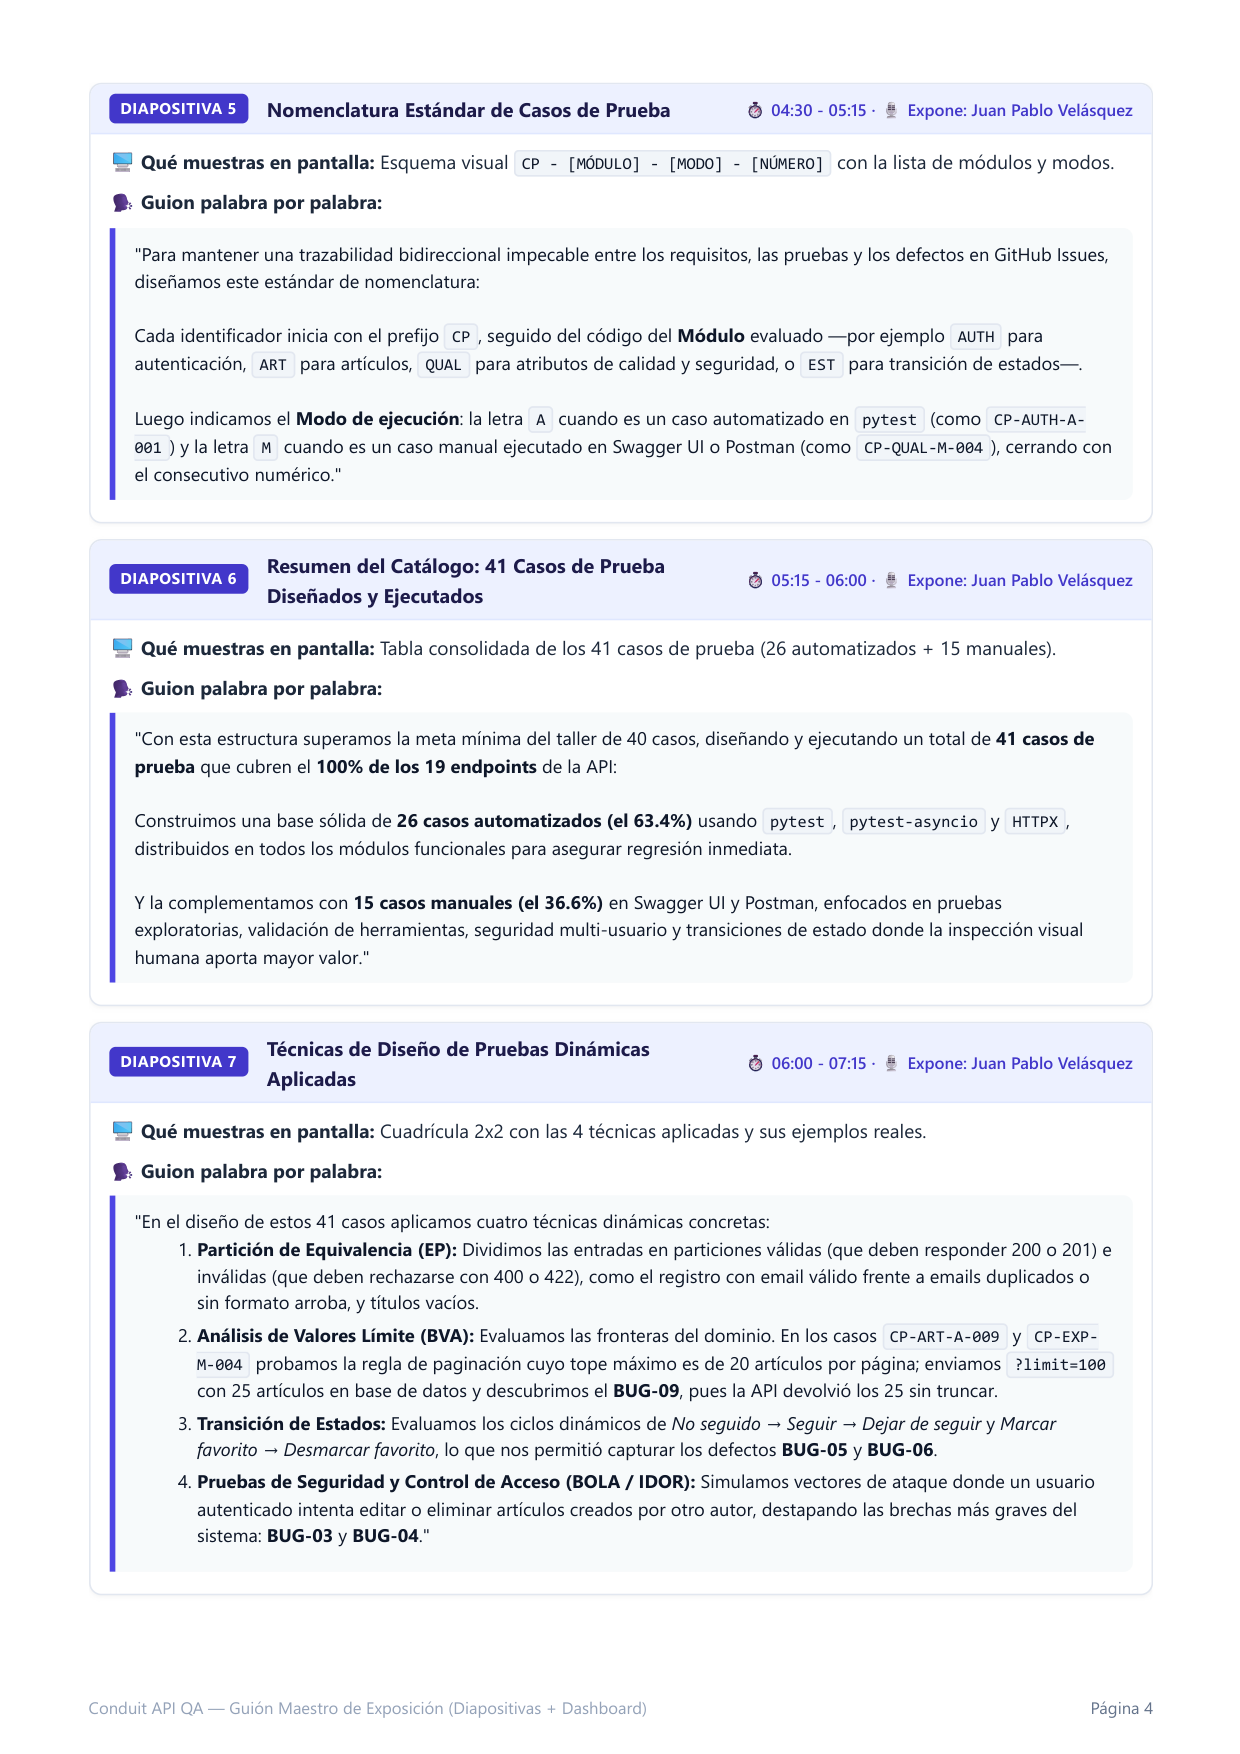 DIAPOSITIVA 5 Nomenclatura Estándar de Casos de Prueba 04:30 - 05:15 · Expone: Juan Pablo Velásquez
Qué muestras en pantalla: Esquema visual CP - [MÓDULO] - [MODO] - [NÚMERO] con la lista de módulos y modos.
Guion palabra por palabra:
"Para mantener una trazabilidad bidireccional impecable entre los requisitos, las pruebas y los defectos en GitHub Issues,
diseñamos este estándar de nomenclatura:
Cada identificador inicia con el prefijo CP, seguido del código del Módulo evaluado —por ejemplo AUTH para
autenticación, ART para artículos, QUAL para atributos de calidad y seguridad, o EST para transición de estados—.
Luego indicamos el Modo de ejecución: la letra A cuando es un caso automatizado en pytest (como CP-AUTH-A-
001) y la letra M cuando es un caso manual ejecutado en Swagger UI o Postman (como CP-QUAL-M-004), cerrando con
el consecutivo numérico."
DIAPOSITIVA 6 Resumen del Catálogo: 41 Casos de Prueba
Diseñados y Ejecutados 05:15 - 06:00 · Expone: Juan Pablo Velásquez
Qué muestras en pantalla: Tabla consolidada de los 41 casos de prueba (26 automatizados + 15 manuales).
Guion palabra por palabra:
"Con esta estructura superamos la meta mínima del taller de 40 casos, diseñando y ejecutando un total de 41 casos de
prueba que cubren el 100% de los 19 endpoints de la API:
Construimos una base sólida de 26 casos automatizados (el 63.4%) usando pytest, pytest-asyncio y HTTPX,
distribuidos en todos los módulos funcionales para asegurar regresión inmediata.
Y la complementamos con 15 casos manuales (el 36.6%) en Swagger UI y Postman, enfocados en pruebas
exploratorias, validación de herramientas, seguridad multi-usuario y transiciones de estado donde la inspección visual
humana aporta mayor valor."
DIAPOSITIVA 7 Técnicas de Diseño de Pruebas Dinámicas
Aplicadas 06:00 - 07:15 · Expone: Juan Pablo Velásquez
Qué muestras en pantalla: Cuadrícula 2x2 con las 4 técnicas aplicadas y sus ejemplos reales.
Guion palabra por palabra:
"En el diseño de estos 41 casos aplicamos cuatro técnicas dinámicas concretas:
1. Partición de Equivalencia (EP): Dividimos las entradas en particiones válidas (que deben responder 200 o 201) e
inválidas (que deben rechazarse con 400 o 422), como el registro con email válido frente a emails duplicados o
sin formato arroba, y títulos vacíos.
2. Análisis de Valores Límite (BVA): Evaluamos las fronteras del dominio. En los casos CP-ART-A-009 y CP-EXP-
M-004 probamos la regla de paginación cuyo tope máximo es de 20 artículos por página; enviamos ?limit=100
con 25 artículos en base de datos y descubrimos el BUG-09, pues la API devolvió los 25 sin truncar.
3. Transición de Estados: Evaluamos los ciclos dinámicos de No seguido → Seguir → Dejar de seguir y Marcar
favorito → Desmarcar favorito, lo que nos permitió capturar los defectos BUG-05 y BUG-06.
4. Pruebas de Seguridad y Control de Acceso (BOLA / IDOR): Simulamos vectores de ataque donde un usuario
autenticado intenta editar o eliminar artículos creados por otro autor, destapando las brechas más graves del
sistema: BUG-03 y BUG-04."
Conduit API QA — Guión Maestro de Exposición (Diapositivas + Dashboard) Página 4